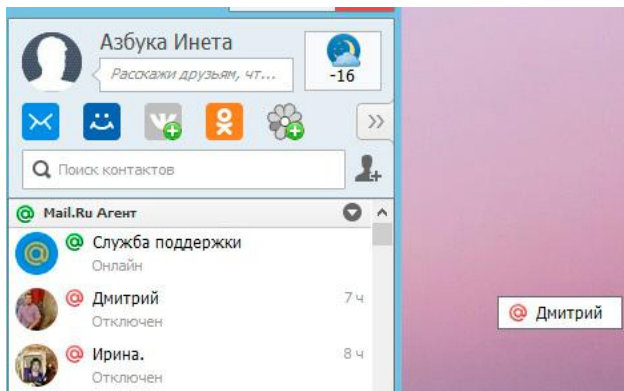 Азбука Инета
Расскажи друзьям, чт...
-16
Поиск контактов
Mail.Ru Агент
Служба поддержки
Онлайн
Дмитрий
7 ч
Отключен
Дмитрий
Ирина.
8 ч
Отключен